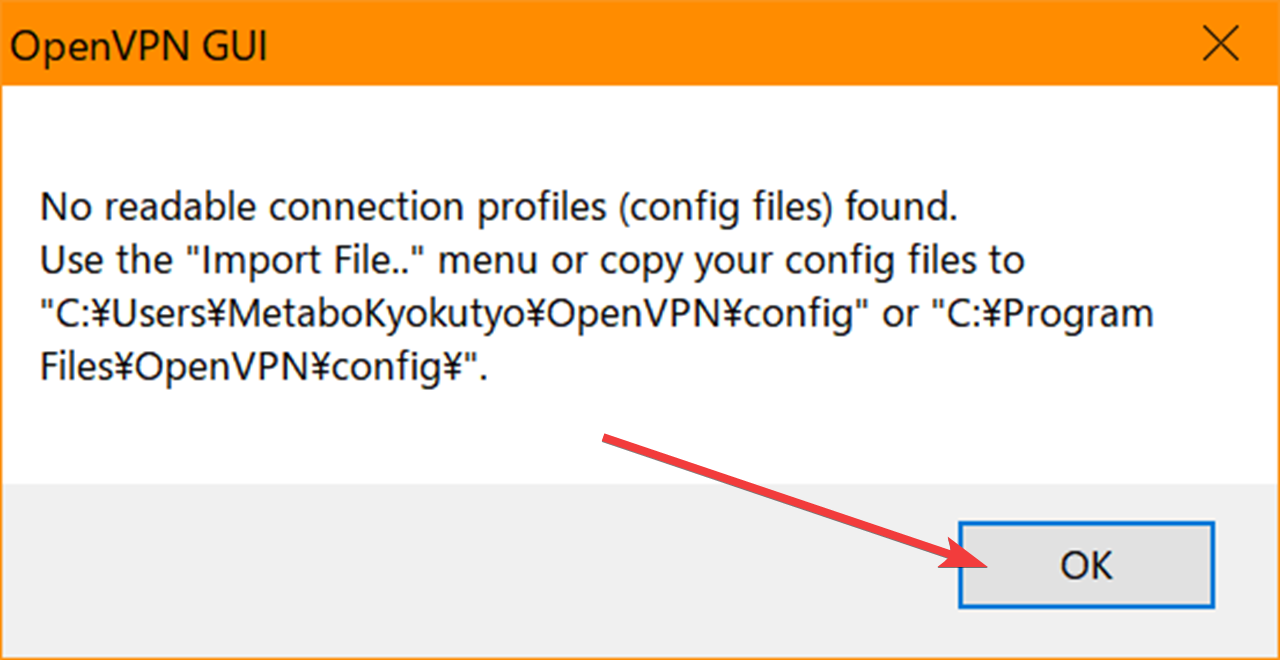 OpenVPN GUI
No readable connection profiles (config files) found.
Use the "Import File.." menu or copy your config files to
"C:¥Users¥MetaboKyokutyo¥OpenVPN¥config" or "C:¥Program
Files¥OpenVPN¥config¥".
OK